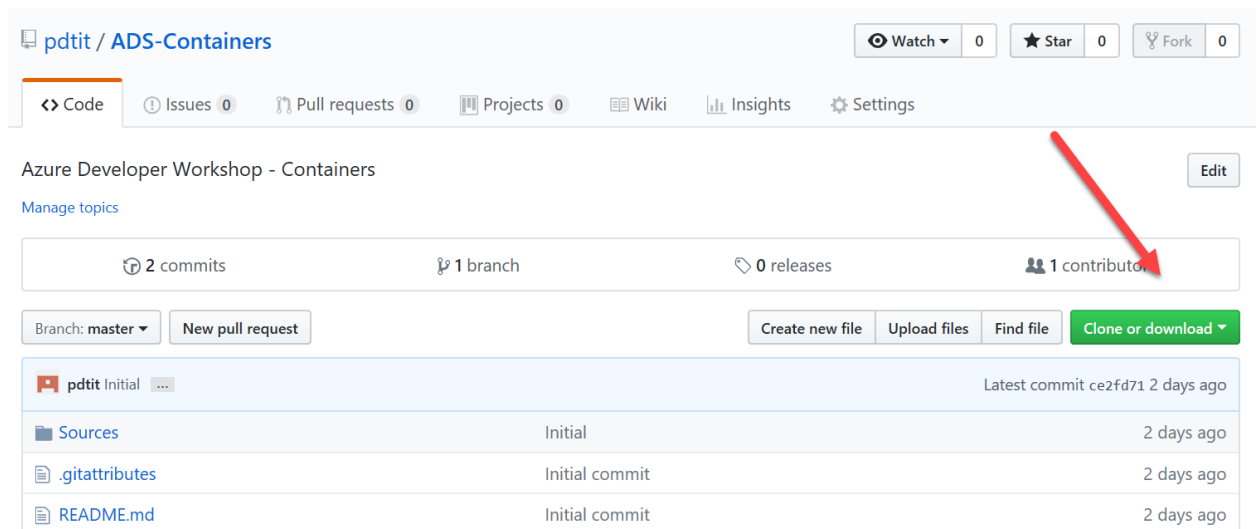 pdtit / ADS-Containers
Watch 0 Star 0 Fork 0
Code Issues 0 Pull requests 0 Projects 0 Wiki Insights Settings
Azure Developer Workshop - Containers
Edit
Manage topics
2 commits 1 branch 0 releases 1 contributor
Branch: master New pull request Create new file Upload files Find file Clone or download
pdtit Initial ... Latest commit ce2fd71 2 days ago
Sources Initial 2 days ago
.gitattributes Initial commit 2 days ago
README.md Initial commit 2 days ago